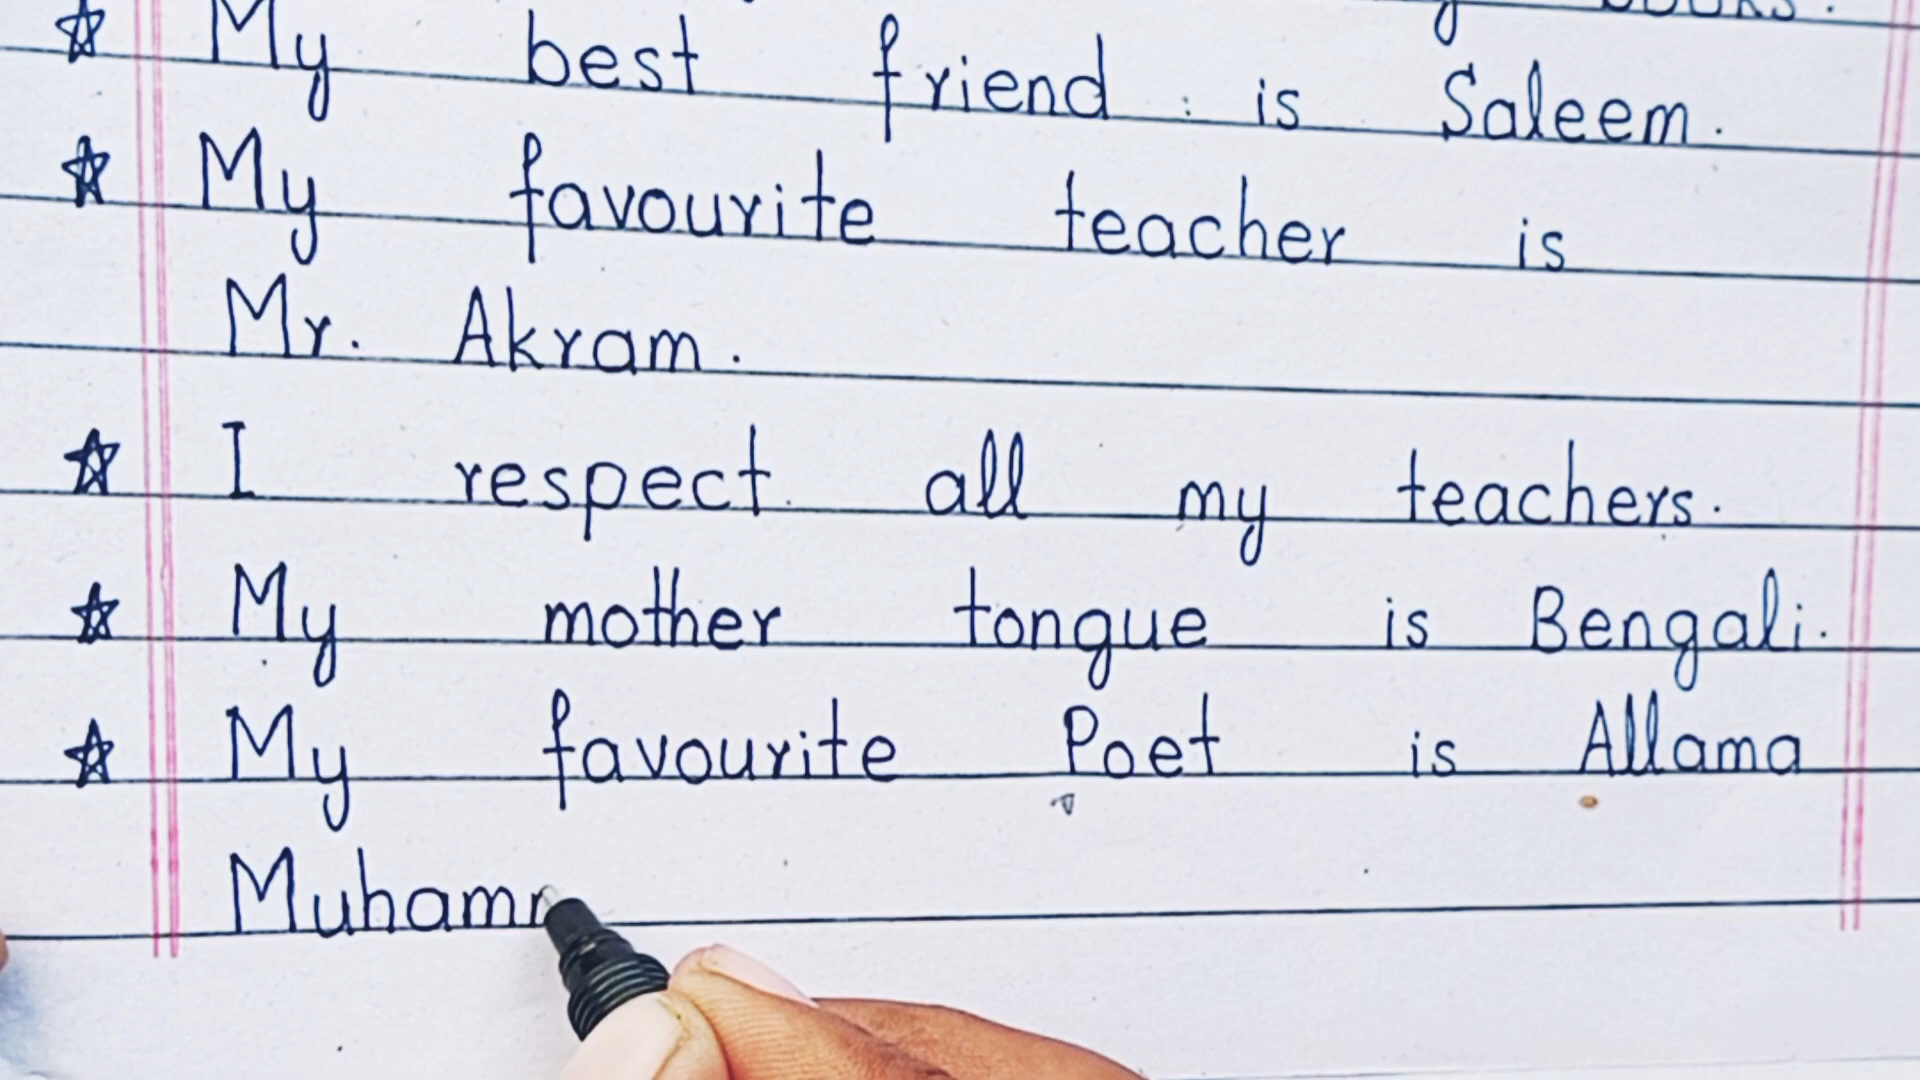 ☆ My best friend is Saleem.
☆ My favourite teacher is
Mr. Akram.
☆ I respect all my teachers.
☆ My mother tongue is Bengali.
☆ My favourite Poet is Allama